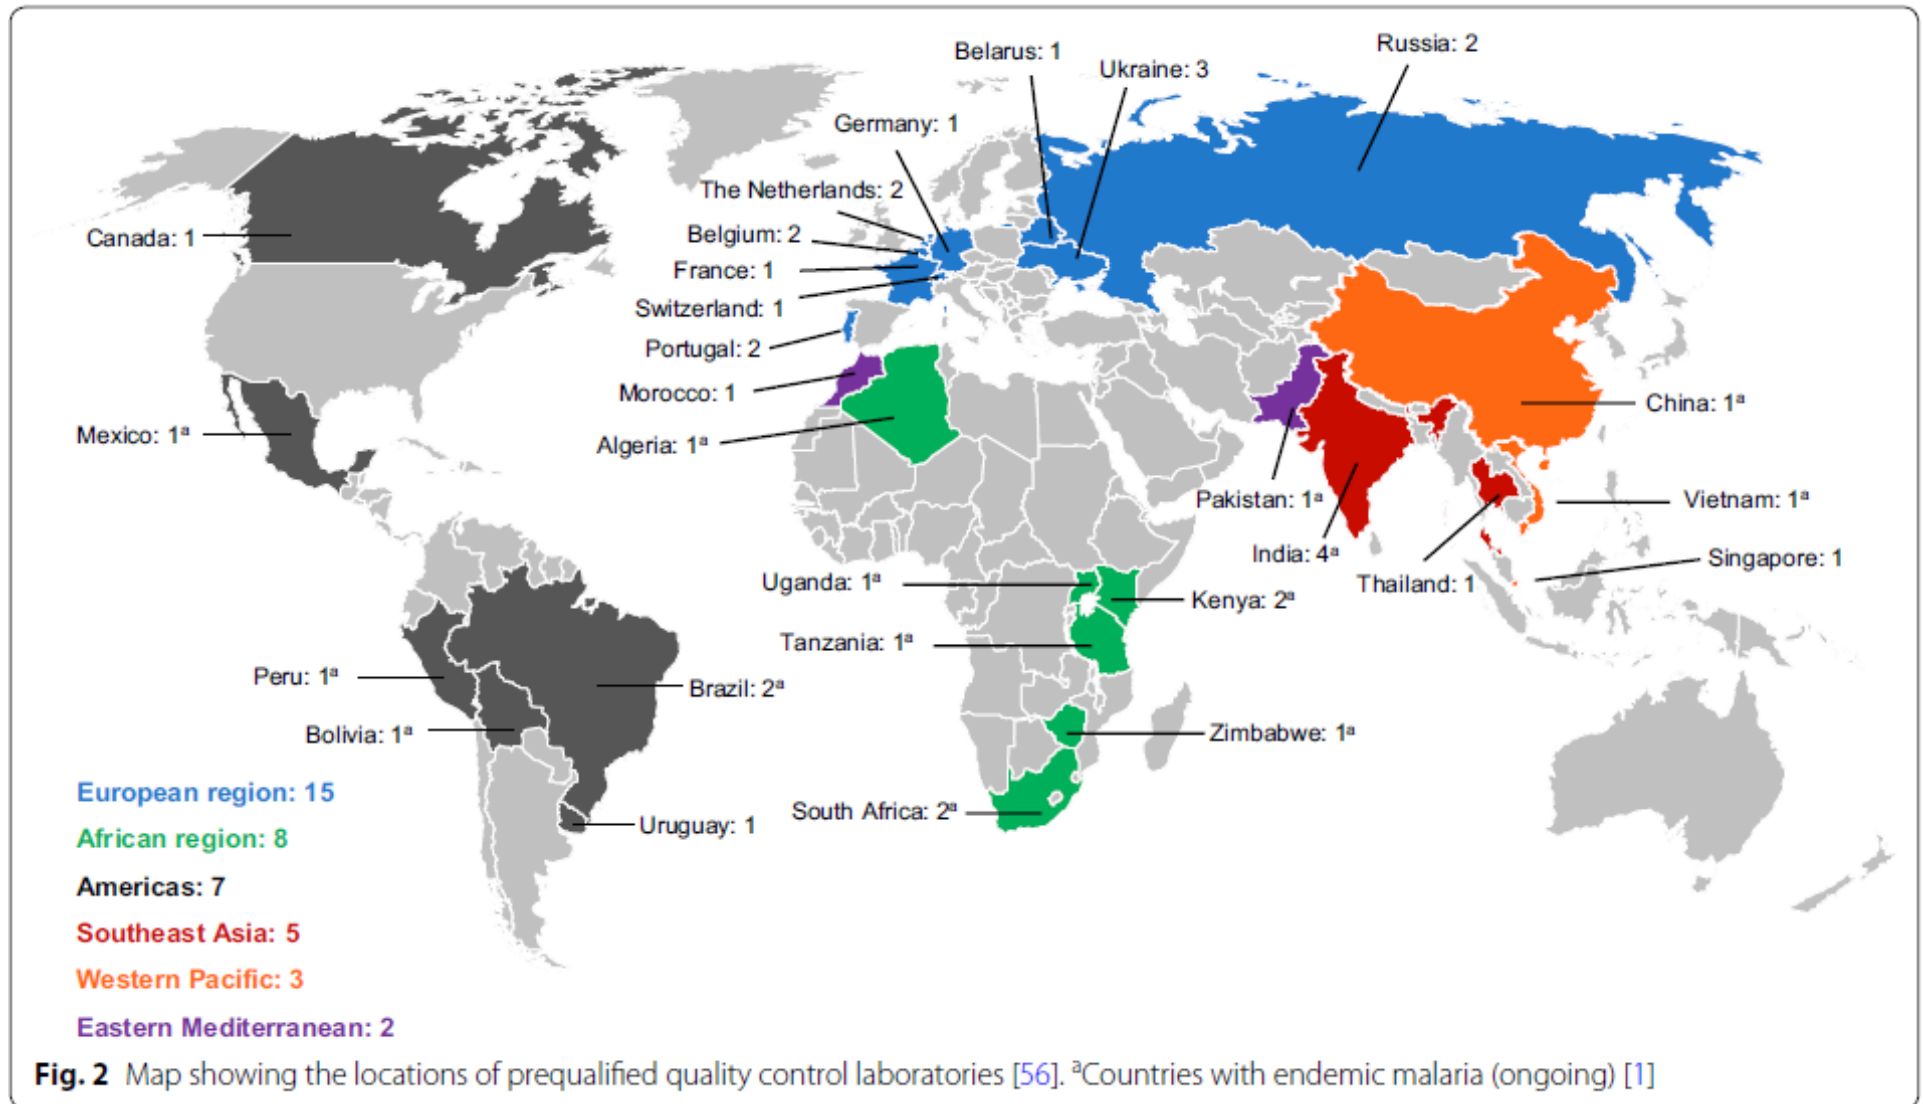 Belarus: 1
Russia: 2
Ukraine: 3
Germany: 1
The Netherlands: 2
Belgium: 2
Canada: 1
France: 1
Switzerland: 1
Portugal: 2
Morocco: 1
China: 1ª
Mexico: 1ª
Algeria: 1ª
Pakistan: 1ª
Vietnam: 1ª
India: 4ª
Singapore: 1
Uganda: 1ª
Thailand: 1
Kenya: 2ª
Tanzania: 1ª
Peru: 1ª
Brazil: 2ª
Bolivia: 1ª
Zimbabwe: 1ª
South Africa: 2ª
Uruguay: 1
European region: 15
African region: 8
Americas: 7
Southeast Asia: 5
Western Pacific: 3
Eastern Mediterranean: 2
Fig. 2 Map showing the locations of prequalified quality control laboratories [56]. ªCountries with endemic malaria (ongoing) [1]